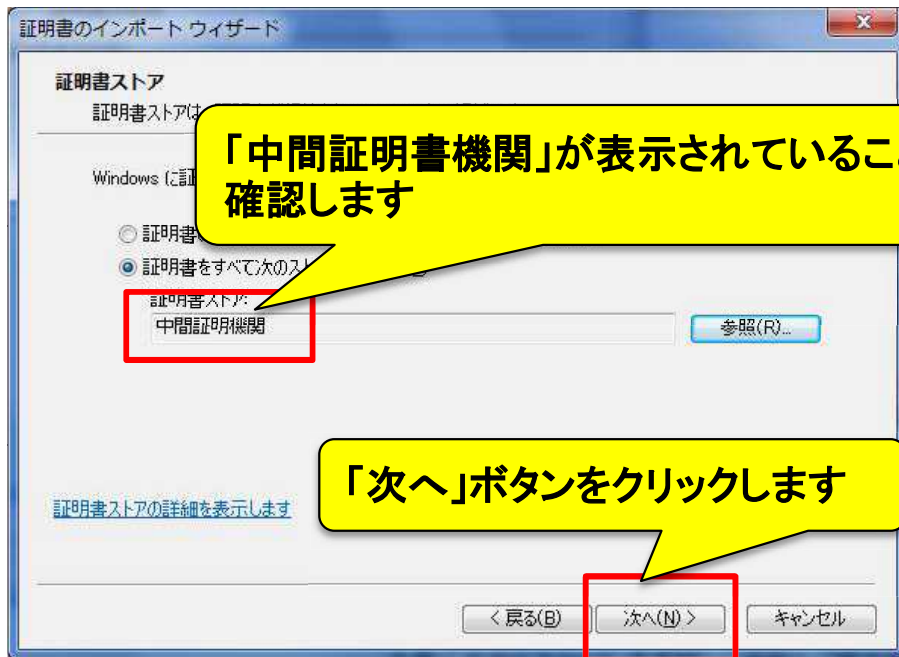 証明書のインポート ウィザード
証明書ストア
証明書ストアは
「中間証明書機関」が表示されているこ
確認します
Windows に証
証明書
証明書をすべて次のス
証明書ストア:
中間証明機関
参照(R)...
「次へ」ボタンをクリックします
証明書ストアの詳細を表示します
< 戻る(B)
次へ(N) >
キャンセル